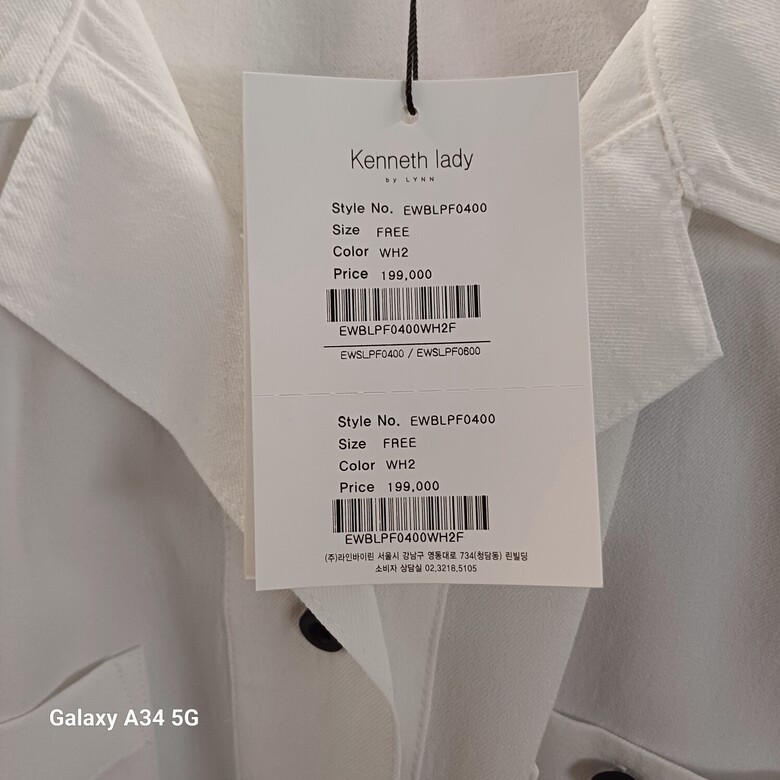 Kenneth lady
by LYNN
Style No. EWBLPF0400
Size FREE
Color WH2
Price 199,000
EWBLPF0400WH2F
EWSLPF0400 / EWSLPF0600
Style No. EWBLPF0400
Size FREE
Color WH2
Price 199,000
EWBLPF0400WH2F
(주)라인바이린 서울시 강남구 영동대로 734(청담동) 린빌딩
소비자 상담실 02.3218.5105
Galaxy A34 5G